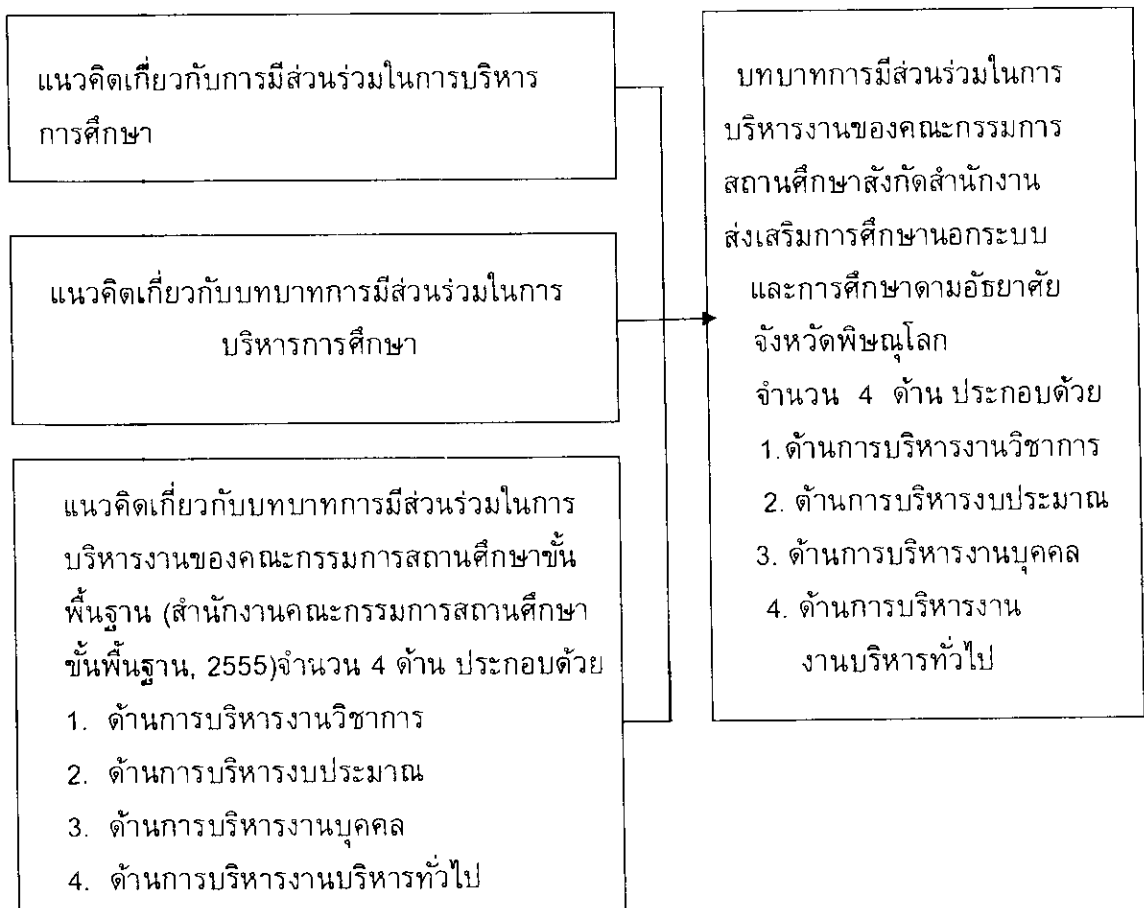 แนวคิดเกี่ยวกับการมีส่วนร่วมในการบริหาร
การศึกษา
แนวคิดเกี่ยวกับบทบาทการมีส่วนร่วมในการ
บริหารการศึกษา
แนวคิดเกี่ยวกับบทบาทการมีส่วนร่วมในการ
บริหารงานของคณะกรรมการสถานศึกษาขั้น
พื้นฐาน (สำนักงานคณะกรรมการสถานศึกษา
ขั้นพื้นฐาน, 2555)จำนวน 4 ด้าน ประกอบด้วย
1. ด้านการบริหารงานวิชาการ
2. ด้านการบริหารงบประมาณ
3. ด้านการบริหารงานบุคคล
4. ด้านการบริหารงานบริหารทั่วไป
บทบาทการมีส่วนร่วมในการ
บริหารงานของคณะกรรมการ
สถานศึกษาสังกัดสำนักงาน
ส่งเสริมการศึกษานอกระบบ
และการศึกษาตามอัธยาศัย
จังหวัดพิษณุโลก
จำนวน 4 ด้าน ประกอบด้วย
1. ด้านการบริหารงานวิชาการ
2. ด้านการบริหารงบประมาณ
3. ด้านการบริหารงานบุคคล
4. ด้านการบริหารงาน
งานบริหารทั่วไป